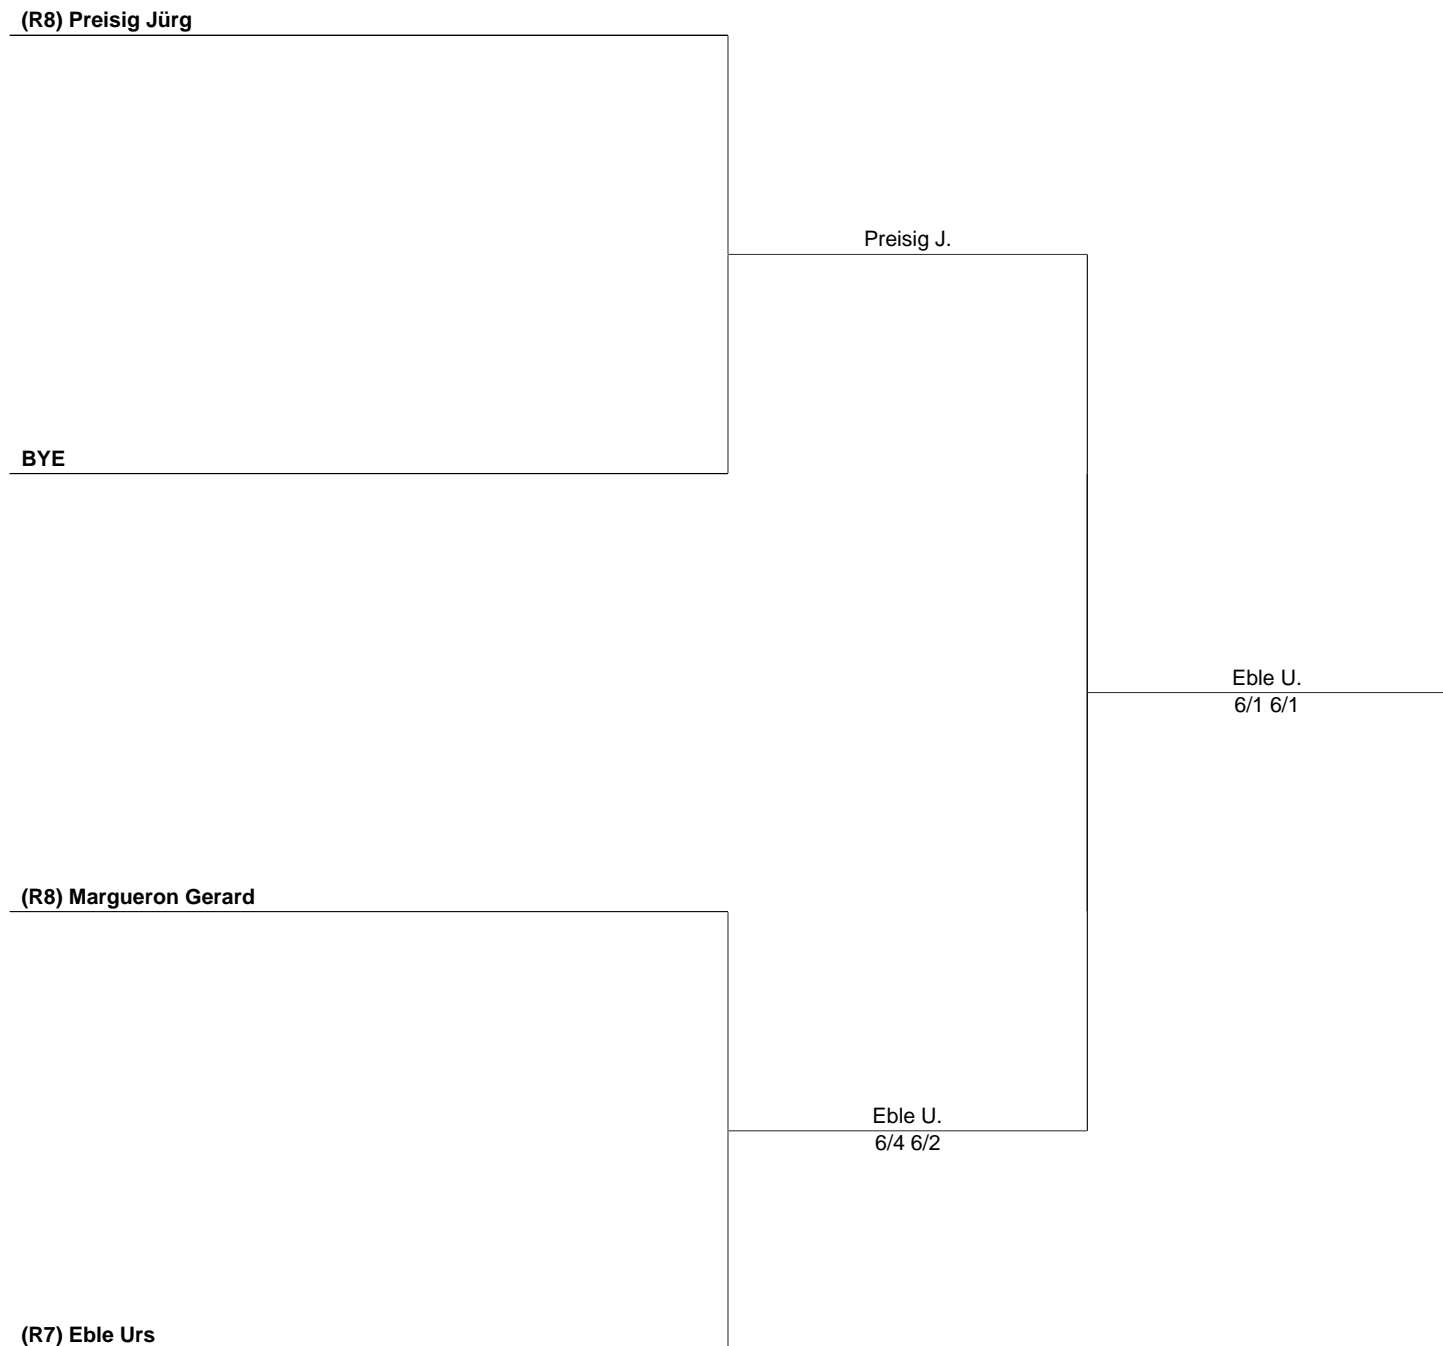 (R8) Preisig Jürg
Preisig J.
BYE
Eble U.
6/1 6/1
(R8) Margueron Gerard
Eble U.
6/4 6/2
(R7) Eble Urs